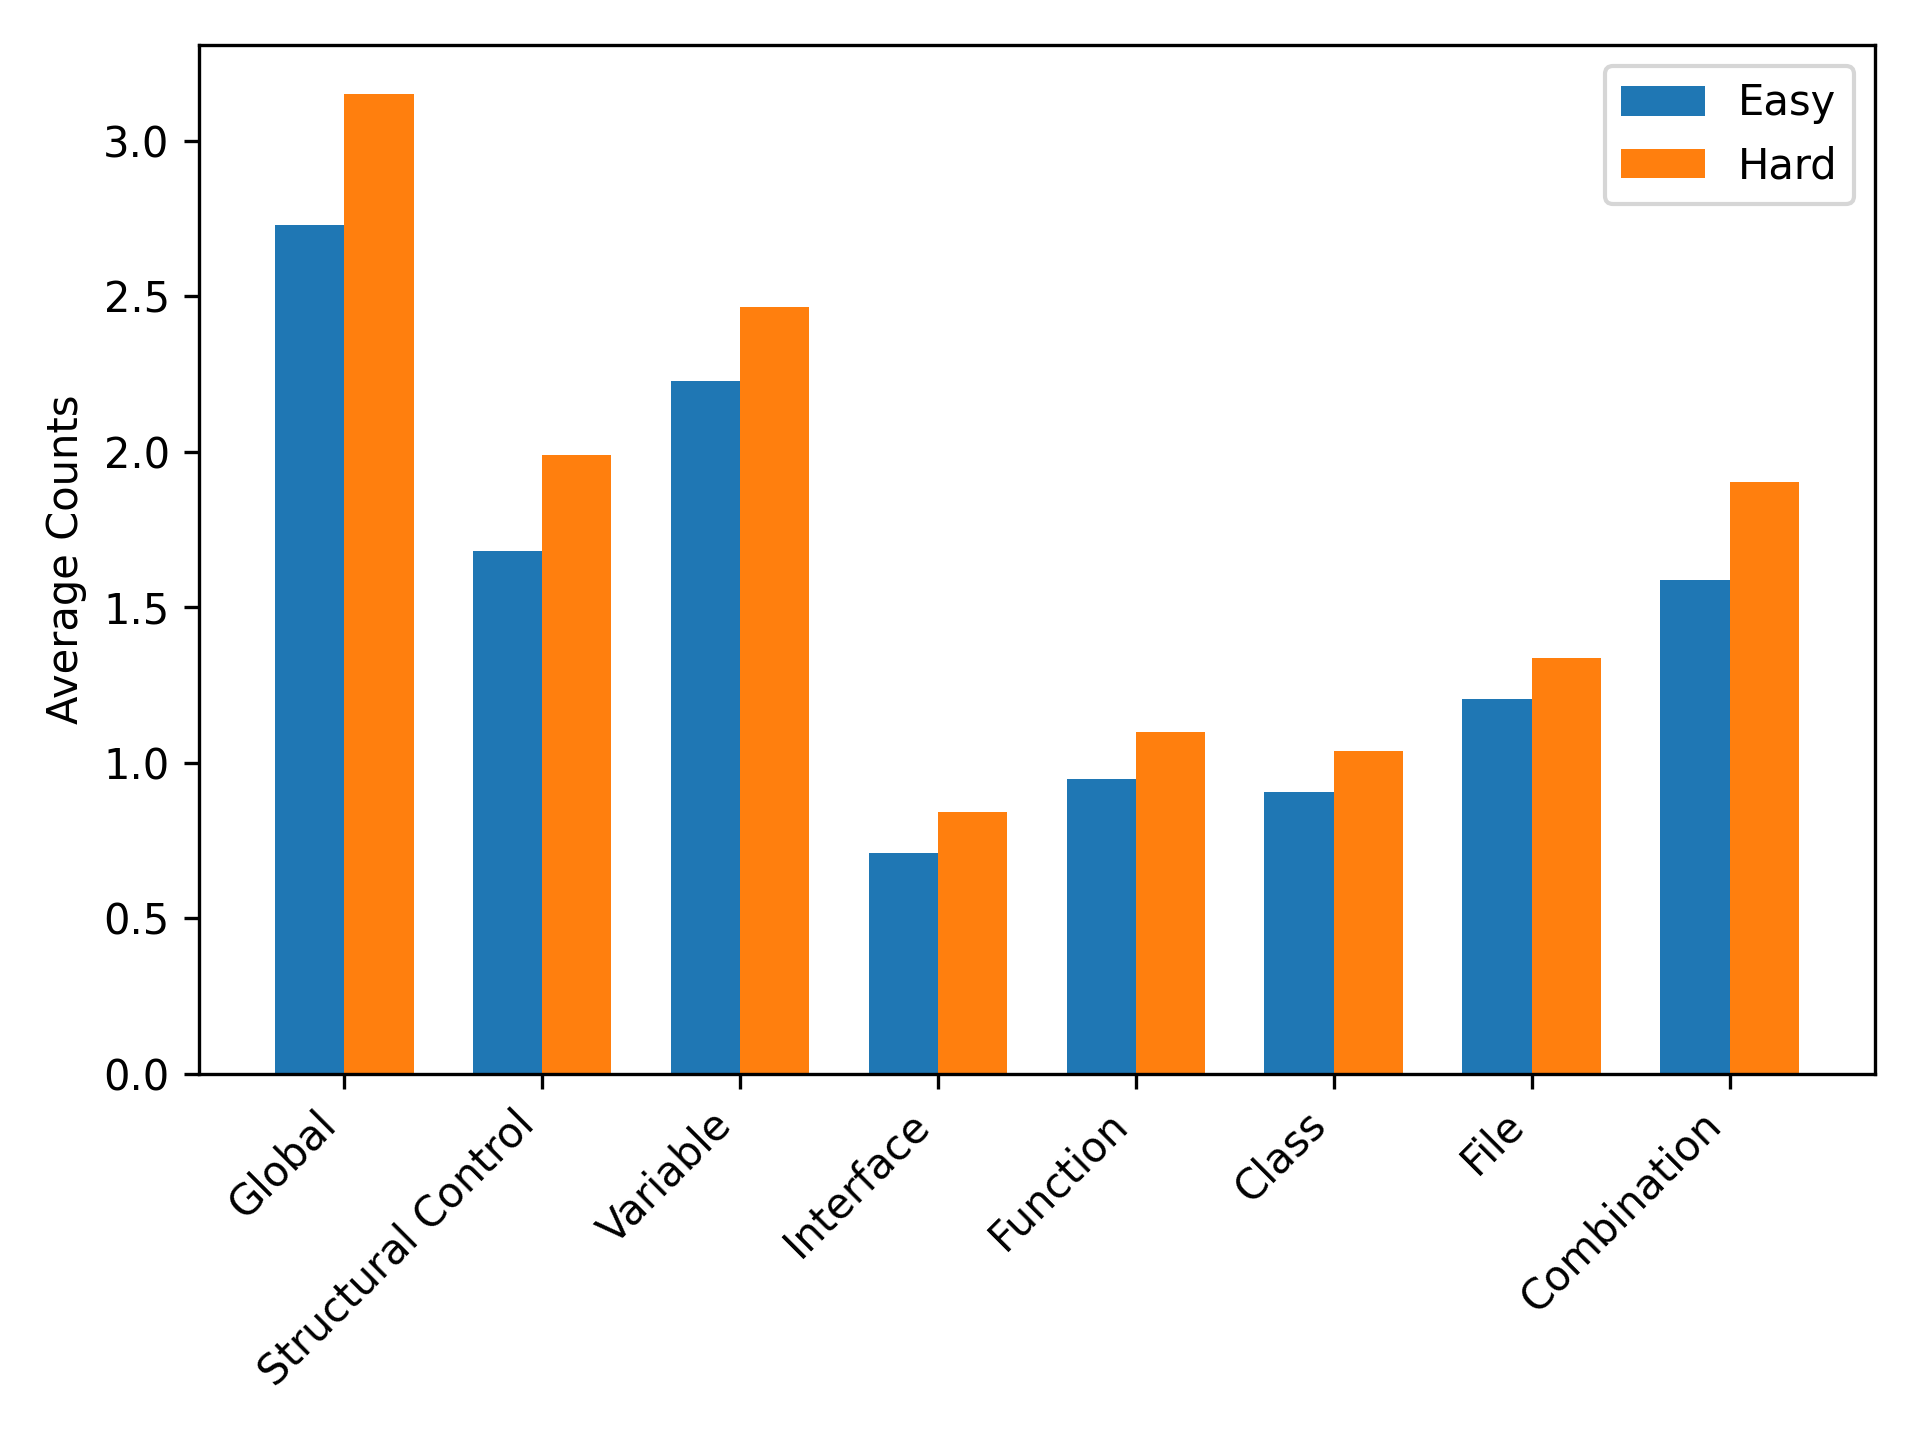 Easy
Hard
Average Counts
3.0
2.5
2.0
1.5
1.0
0.5
0.0
Global
Structural Control
Variable
Interface
Function
Class
File
Combination